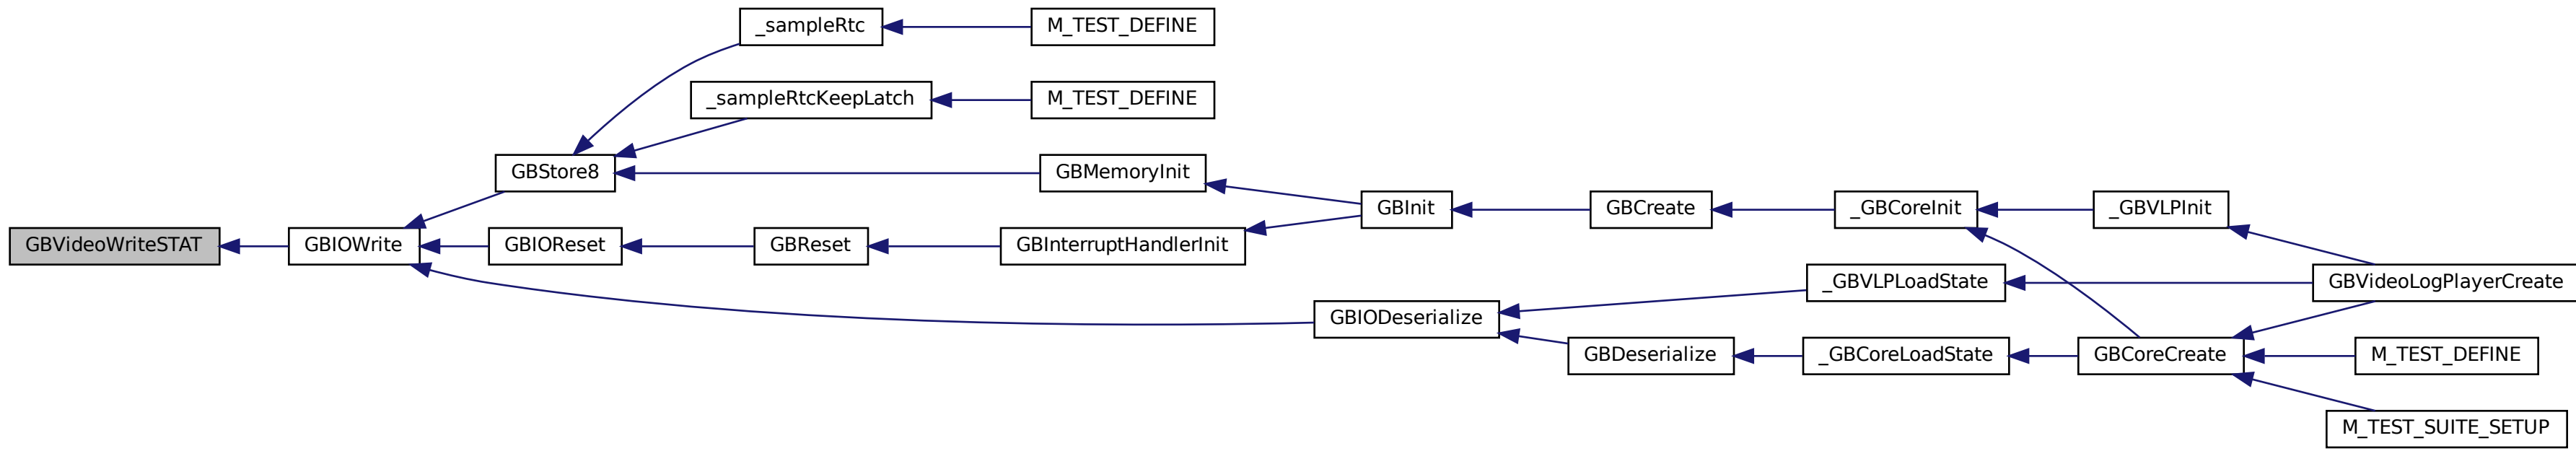 _sampleRtc
M_TEST_DEFINE
_sampleRtcKeepLatch
M_TEST_DEFINE
GBStore8
GBMemoryInit
GBInit
GBCreate
_GBCoreInit
_GBVLPInit
GBVideoWriteSTAT
GBIOWrite
GBIOReset
GBReset
GBInterruptHandlerInit
_GBVLPLoadState
GBVideoLogPlayerCreate
GBIODeserialize
GBDeserialize
_GBCoreLoadState
GBCoreCreate
M_TEST_DEFINE
M_TEST_SUITE_SETUP